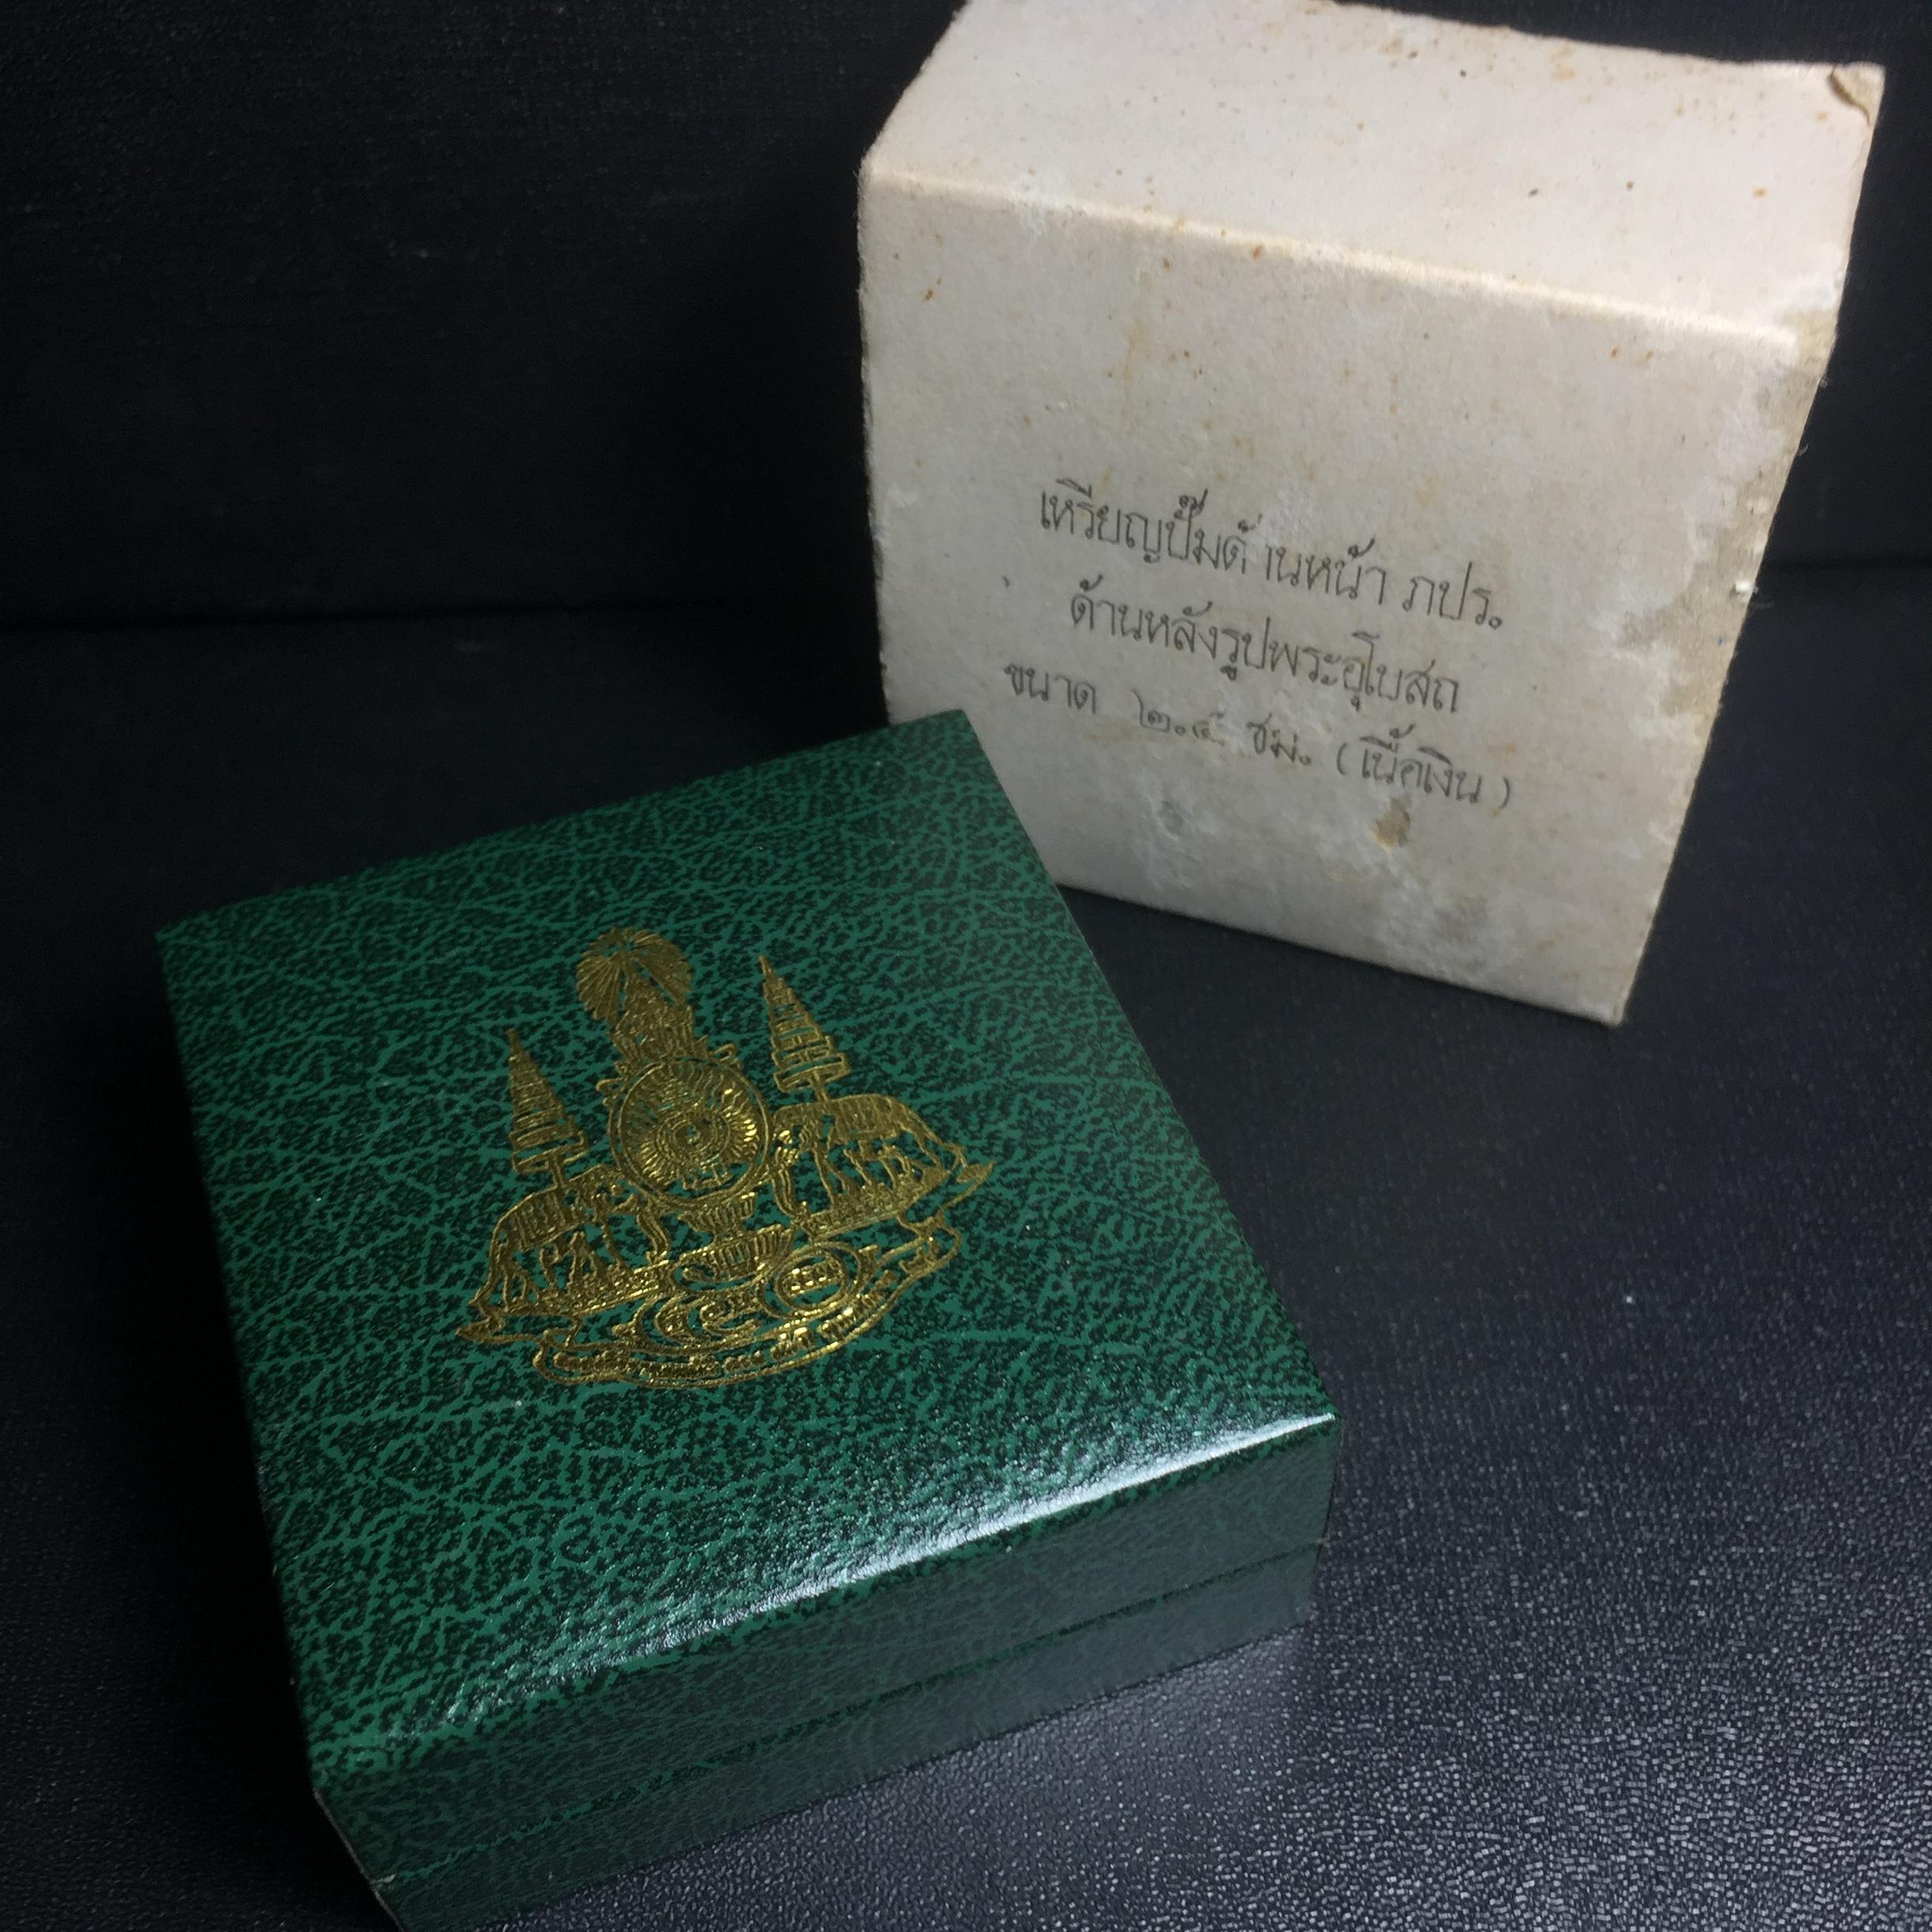 เหรียญปั๊มด้านหน้า ภปร.
ด้านหลังรูปพระอุโบสถ
ขนาด ๒.๕ ซม. (เนื้อเงิน)